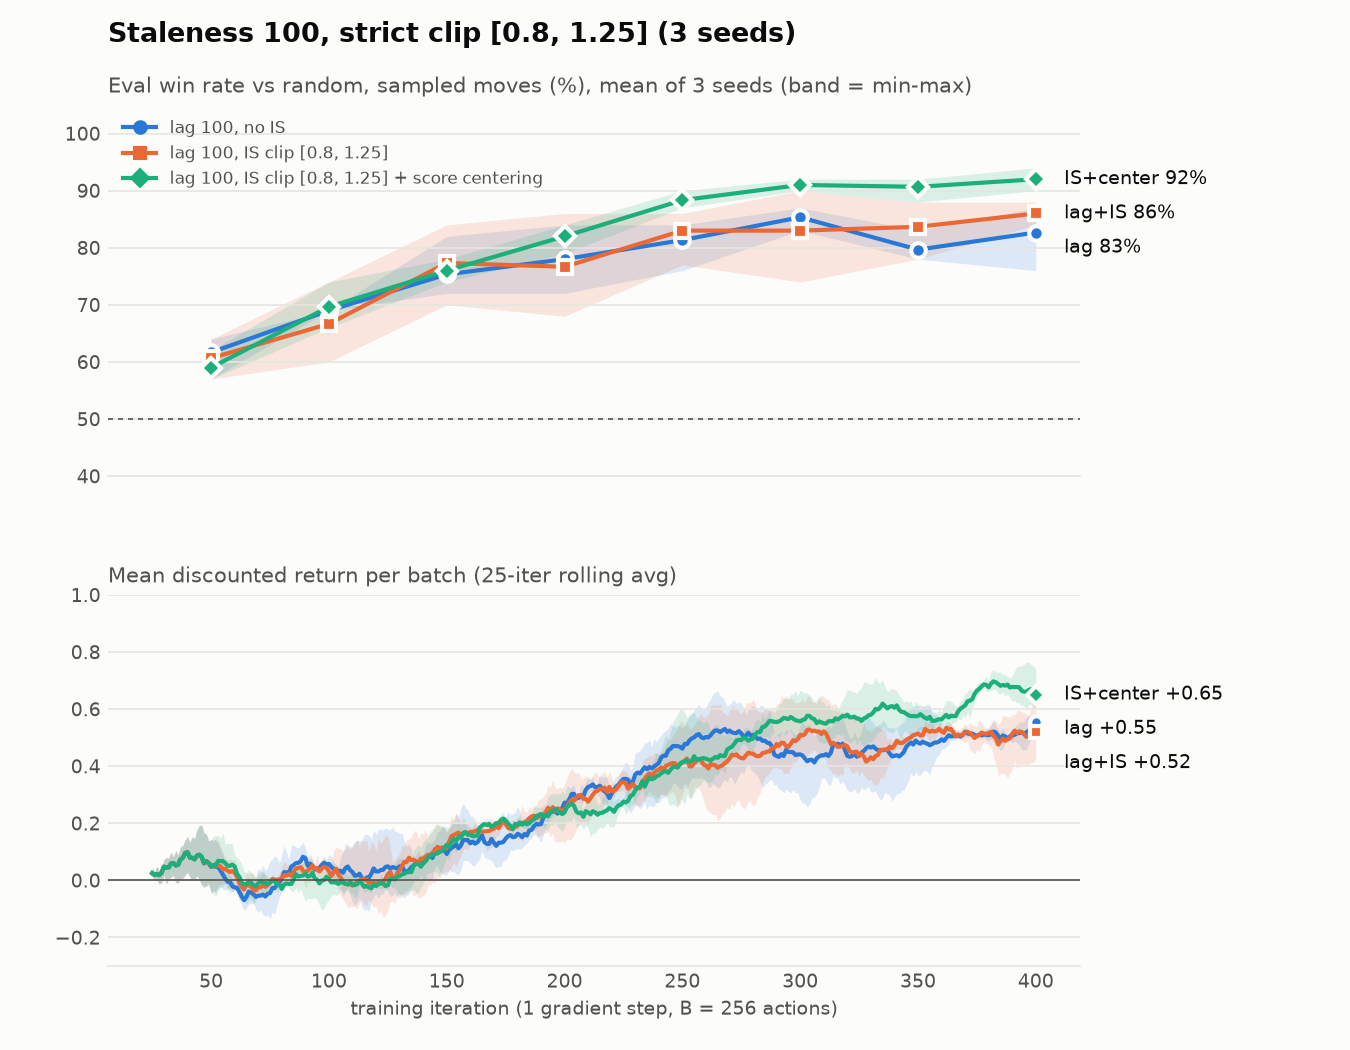 Staleness 100, strict clip [0.8, 1.25] (3 seeds)
Eval win rate vs random, sampled moves (%), mean of 3 seeds (band = min-max)
lag 100, no IS
lag 100, IS clip [0.8, 1.25]
lag 100, IS clip [0.8, 1.25] + score centering
100
90
80
70
60
50
40
IS+center 92%
lag+IS 86%
lag 83%
Mean discounted return per batch (25-iter rolling avg)
1.0
0.8
0.6
0.4
0.2
0.0
−0.2
IS+center +0.65
lag +0.55
lag+IS +0.52
50 100 150 200 250 300 350 400
training iteration (1 gradient step, B = 256 actions)